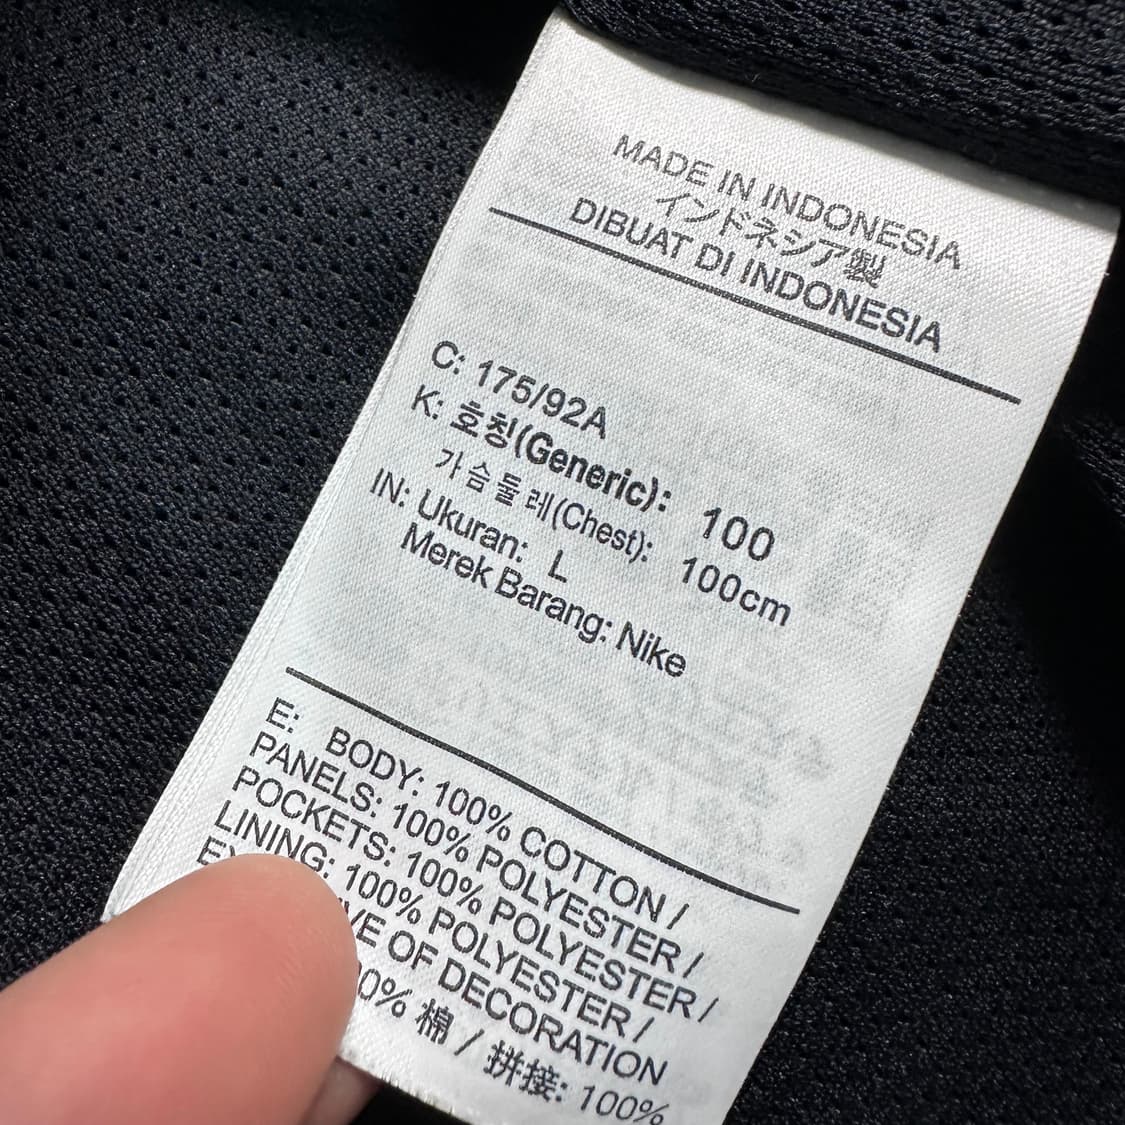 MADE IN INDONESIA
インドネシア製
DIBUAT DI INDONESIA
C: 175/92A
K: 호칭(Generic): 100
가슴둘레(Chest): 100cm
IN: Ukuran: L
Merek Barang: Nike
E: BODY: 100% COTTON /
PANELS: 100% POLYESTER /
POCKETS: 100% POLYESTER /
LINING: 100% POLYESTER /
OF DECORATION
棉 / 拼接: 100%